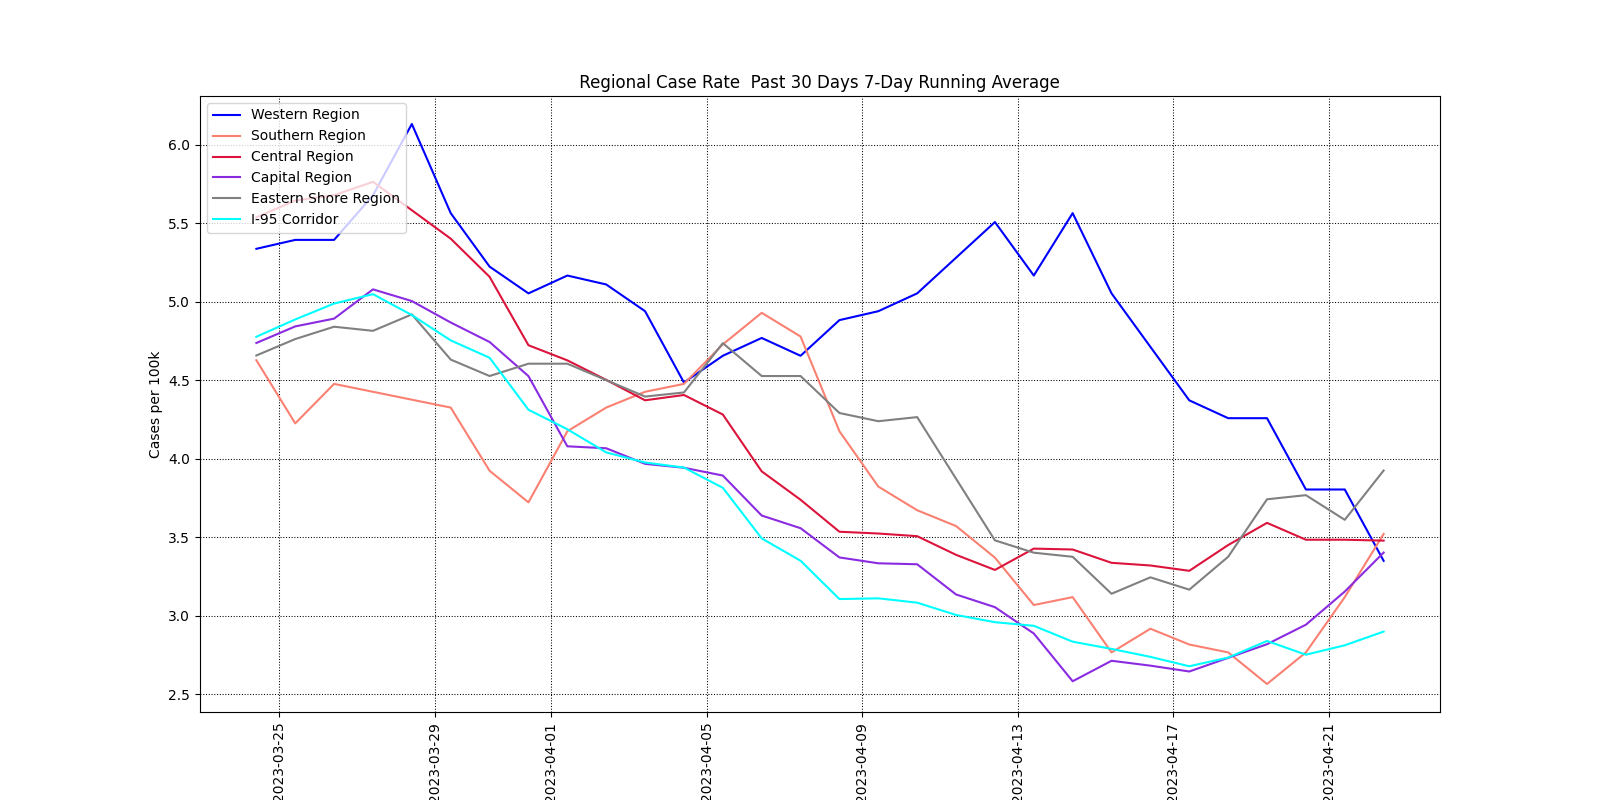 Regional Case Rate  Past 30 Days 7-Day Running Average
Western Region
Southern Region
Central Region
Capital Region
Eastern Shore Region
I-95 Corridor
Cases per 100k
6.0
5.5
5.0
4.5
4.0
3.5
3.0
2.5
2023-03-25
2023-03-29
2023-04-01
2023-04-05
2023-04-09
2023-04-13
2023-04-17
2023-04-21